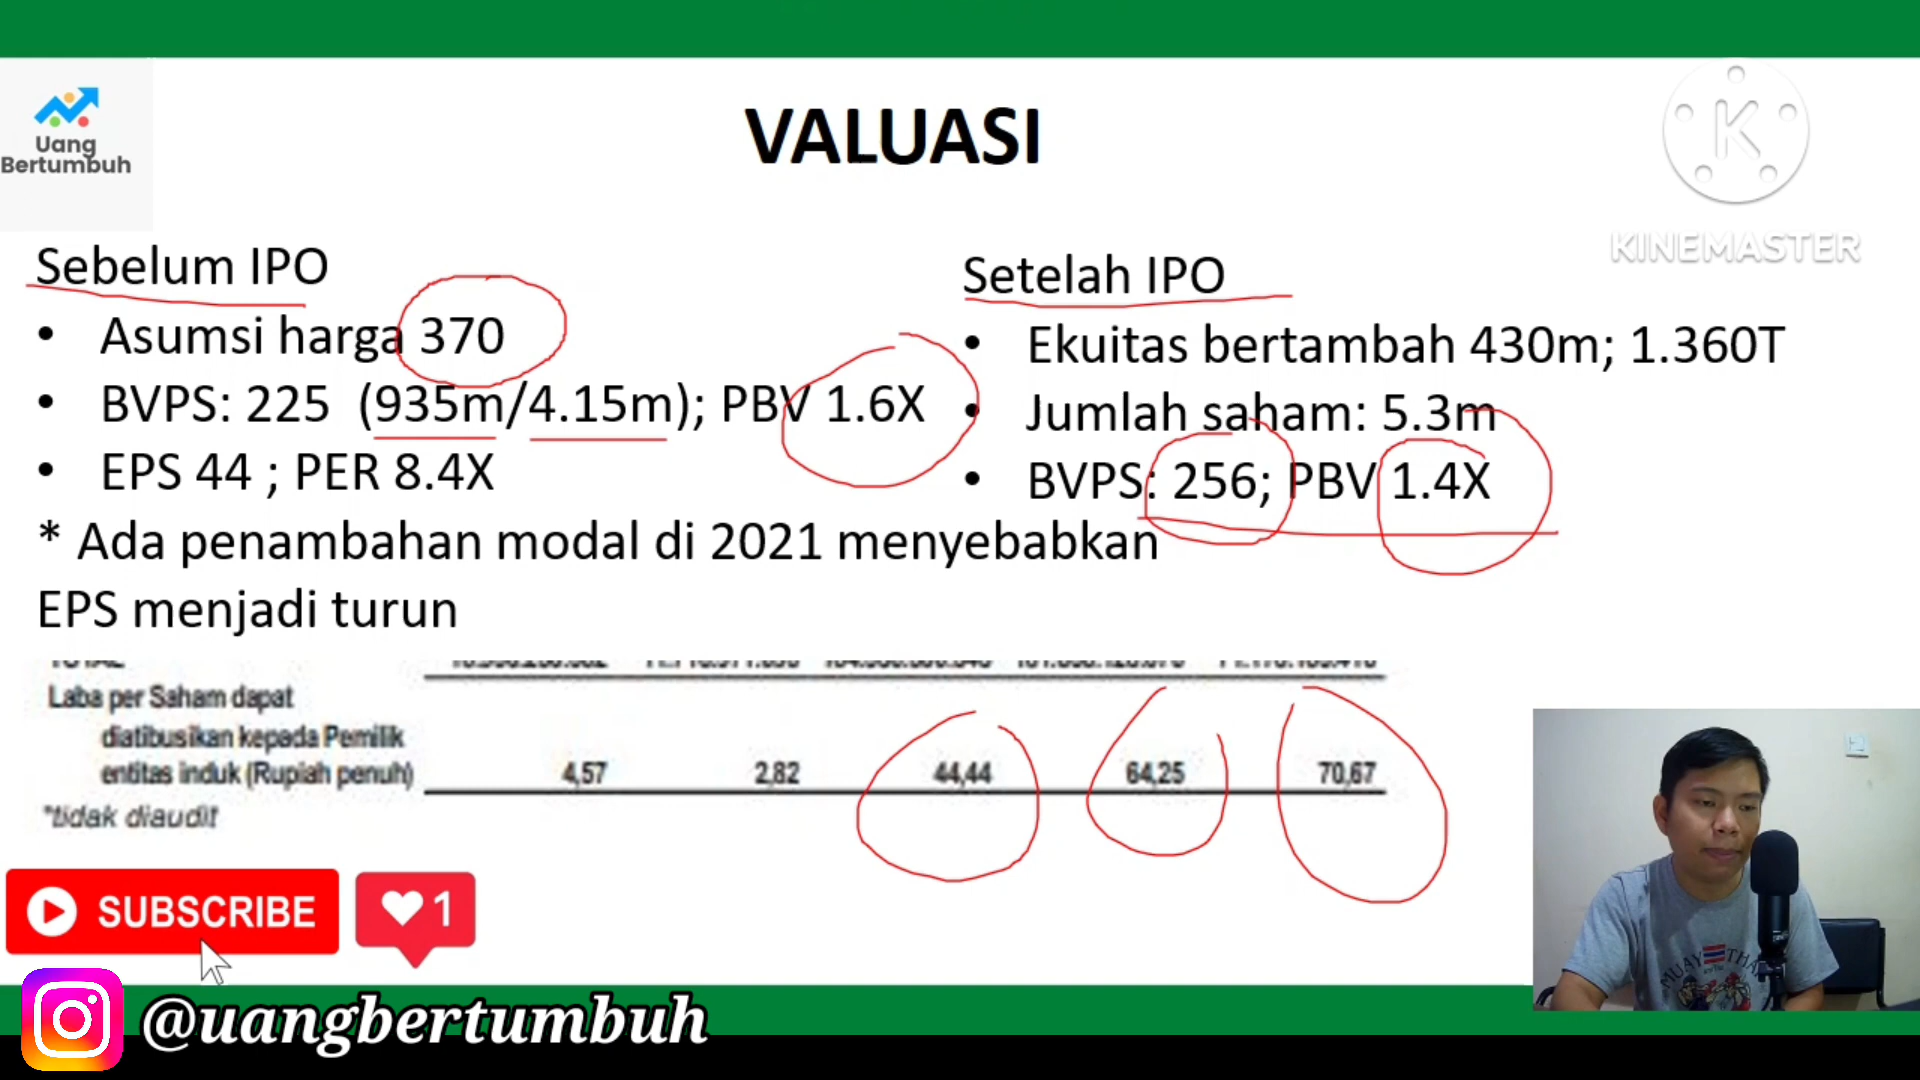 Uang
Bertumbuh
VALUASI
KINEMASTER
Sebelum IPO
• Asumsi harga 370
• BVPS: 225 (935m/4.15m); PBV 1.6X
• EPS 44 ; PER 8.4X
* Ada penambahan modal di 2021 menyebabkan
EPS menjadi turun
Setelah IPO
• Ekuitas bertambah 430m; 1.360T
• Jumlah saham: 5.3m
• BVPS: 256; PBV 1.4X
Laba per Saham dapat
diatibusikan kepada Pemilik
entitas induk (Rupiah penuh) 4,57 2,82 44,44 64,25 70,67
*tidak diaudit
SUBSCRIBE
1
@uangbertumbuh
MUAY THA